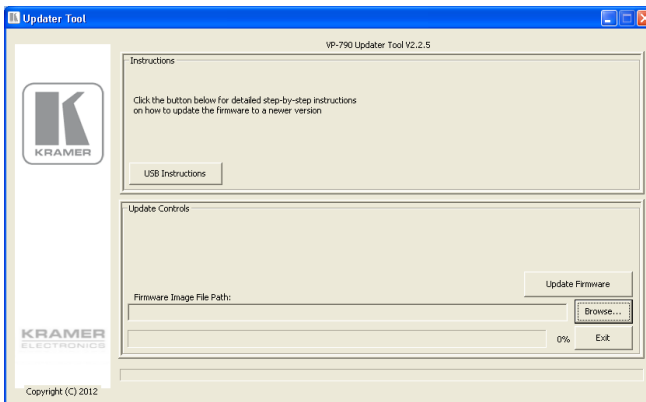 Updater Tool
VP-790 Updater Tool V2.2.5
Instructions
Click the button below for detailed step-by-step instructions
on how to update the firmware to a newer version
KRAMER
USB Instructions
Update Controls
Update Firmware
Firmware Image File Path:
Browse...
KRAMER
ELECTRONICS
0%
Exit
Copyright (C) 2012